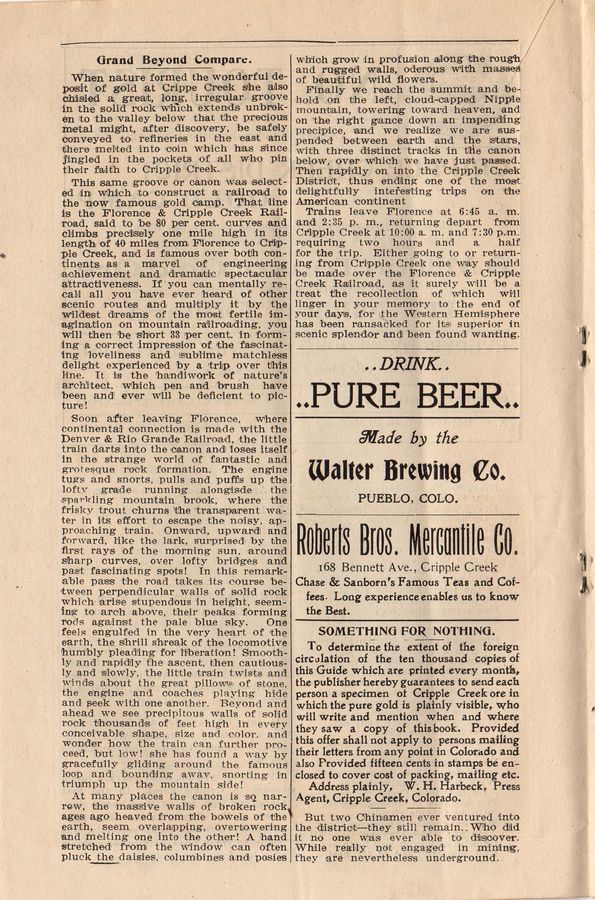 Grand Beyond Compare.
When nature formed the wonderful de-
posit of gold at Crippe Creek she also
chisled a great, long, irregular groove
in the solid rock which extends unbrok-
en to the valley below that the precious
metal might, after discovery, be safely
conveyed to refineries in the east and
there melted into coin which has since
jingled in the pockets of all who pin
their faith to Cripple Creek.
This same groove or canon was select-
ed in which to construct a railroad to
the now famous gold camp. That line
is the Florence & Cripple Creek Rail-
road, said to be 80 per cent. curves and
climbs precisely one mile high in its
length of 40 miles from Florence to Crip-
ple Creek, and is famous over both con-
tinents as a marvel of engineering
achievement and dramatic spectacular
attractiveness. If you can mentally re-
call all you have ever heard of other
scenic routes and multiply it by the
wildest dreams of the most fertile im-
agination on mountain railroading, you
will then be short 33 per cent. in form-
ing a correct impression of the fascinat-
ing loveliness and sublime matchless
delight experienced by a trip over this
line. It is the handiwork of nature's
architect, which pen and brush have
been and ever will be deficient to pic-
ture!
Soon after leaving Florence, where
continental connection is made with the
Denver & Rio Grande Railroad, the little
train darts into the canon and loses itself
in the strange world of fantastic and
grotesque rock formation. The engine
tugs and snorts, pulls and puffs up the
lofty grade running alongisde the
sparkling mountain brook, where the
frisky trout churns the transparent wa-
ter in its effort to escape the noisy, ap-
proaching train. Onward, upward and
forward, like the lark, surprised by the
first rays of the morning sun, around
sharp curves, over lofty bridges and
past fascinating spots! In this remark-
able pass the road takes its course be-
tween perpendicular walls of solid rock
which arise stupendous in height, seem-
ing to arch above, their peaks forming
rods against the pale blue sky. One
feels engulfed in the very heart of the
earth, the shrill shreak of the locomotive
humbly pleading for liberation! Smooth-
ly and rapidly the ascent, then cautious-
ly and slowly, the little train twists and
winds about the great pillows of stone,
the engine and coaches playing hide
and seek with one another. Beyond and
ahead we see precipitous walls of solid
rock thousands of feet high in every
conceivable shape, size and color, and
wonder how the train can further pro-
ceed, but low! she has found a way by
gracefully gliding around the famous
loop and bounding away, snorting in
triumph up the mountain side!
At many places the canon is so nar-
row, the massive walls of broken rock
ages ago heaved from the bowels of the
earth, seem overlapping, overtowering
and melting one into the other! A hand
stretched from the window can often
pluck the daisies, columbines and posies
which grow in profusion along the rough
and rugged walls, oderous with masses
of beautiful wild flowers.
Finally we reach the summit and be-
hold on the left, cloud-capped Nipple
mountain, towering toward heaven, and
on the right gance down an impending
precipice, and we realize we are sus-
pended between earth and the stars,
with three distinct tracks in the canon
below, over which we have just passed.
Then rapidly on into the Cripple Creek
District, thus ending one of the most
delightfully interesting trips on the
American continent
Trains leave Florence at 6:45 a. m.
and 2:35 p. m., returning depart from
Cripple Creek at 10:00 a. m. and 7:30 p.m.
requiring two hours and a half
for the trip. Either going to or return-
ing from Cripple Creek one way should
be made over the Florence & Cripple
Creek Railroad, as it surely will be a
treat the recollection of which will
linger in your memory to the end of
your days, for the Western Hemisphere
has been ransacked for its superior in
scenic splendor and been found wanting.
..DRINK..
..PURE BEER..
Made by the
Walter Brewing Co.
PUEBLO, COLO.
Roberts Bros. Mercantile Co.
168 Bennett Ave., Cripple Creek
Chase & Sanborn's Famous Teas and Cof-
fees. Long experience enables us to know
the Best.
SOMETHING FOR NOTHING.
To determine the extent of the foreign
circulation of the ten thousand copies of
this Guide which are printed every month,
the publisher hereby guarantees to send each
person a specimen of Cripple Creek ore in
which the pure gold is plainly visible, who
will write and mention when and where
they saw a copy of this book. Provided
this offer shall not apply to persons mailing
their letters from any point in Colorado and
also Provided fifteen cents in stamps be en-
closed to cover cost of packing, mailing etc.
Address plainly, W. H. Harbeck, Press
Agent, Cripple Creek, Colorado.
But two Chinamen ever ventured into
the district—they still remain. Who did
it no one was ever able to discover.
While really not engaged in mining,
they are nevertheless underground.